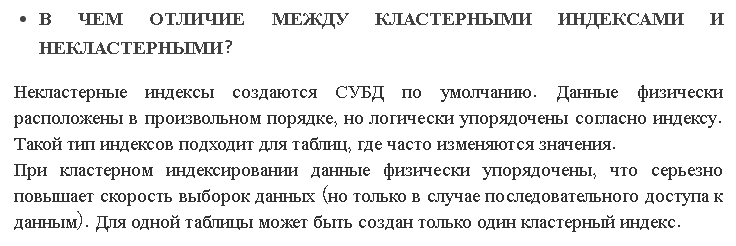 • В ЧЕМ ОТЛИЧИЕ МЕЖДУ КЛАСТЕРНЫМИ ИНДЕКСАМИ И
НЕКЛАСТЕРНЫМИ?
Некластерные индексы создаются СУБД по умолчанию. Данные физически
расположены в произвольном порядке, но логически упорядочены согласно индексу.
Такой тип индексов подходит для таблиц, где часто изменяются значения.
При кластерном индексировании данные физически упорядочены, что серьезно
повышает скорость выборок данных (но только в случае последовательного доступа к
данным). Для одной таблицы может быть создан только один кластерный индекс.